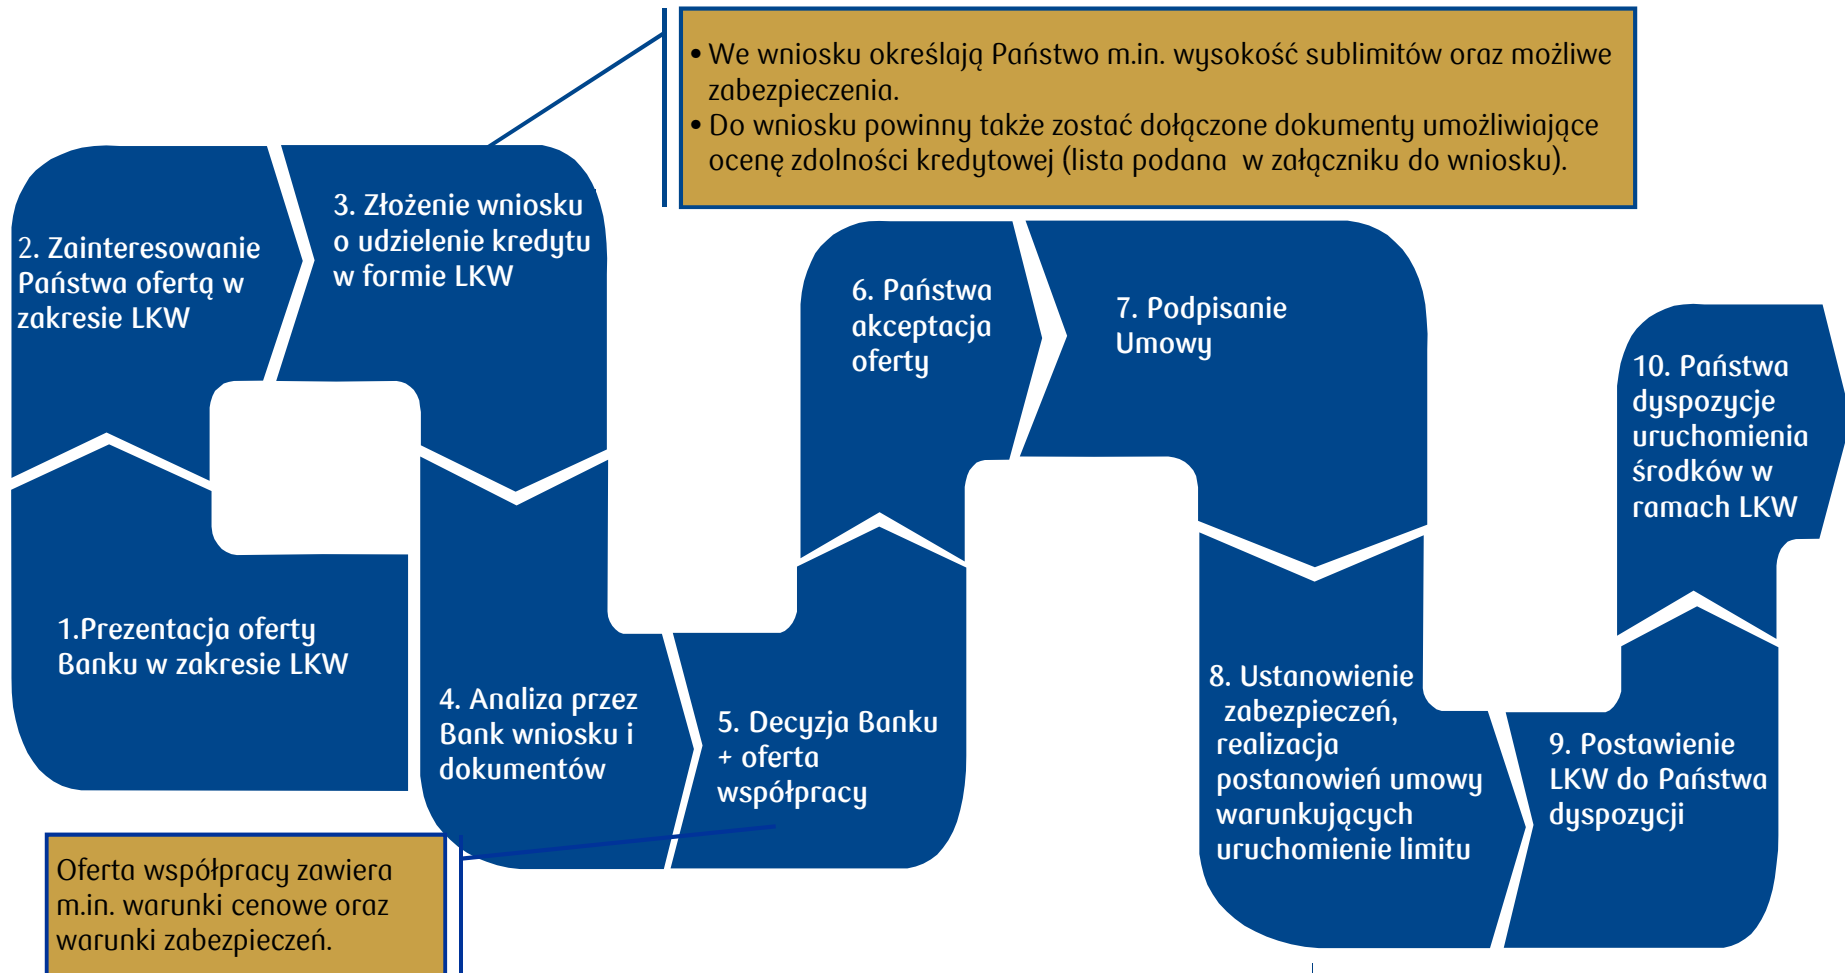 • We wniosku określają Państwo m.in. wysokość sublimitów oraz możliwe
zabezpieczenia.
• Do wniosku powinny także zostać dołączone dokumenty umożliwiające
ocenę zdolności kredytowej (lista podana w załączniku do wniosku).
1.Prezentacja oferty
Banku w zakresie LKW
2. Zainteresowanie
Państwa ofertą w
zakresie LKW
3. Złożenie wniosku
o udzielenie kredytu
w formie LKW
4. Analiza przez
Bank wniosku i
dokumentów
5. Decyzja Banku
+ oferta
współpracy
6. Państwa
akceptacja
oferty
7. Podpisanie
Umowy
8. Ustanowienie
zabezpieczeń,
realizacja
postanowień umowy
warunkujących
uruchomienie limitu
9. Postawienie
LKW do Państwa
dyspozycji
10. Państwa
dyspozycje
uruchomienia
środków w
ramach LKW
Oferta współpracy zawiera
m.in. warunki cenowe oraz
warunki zabezpieczeń.